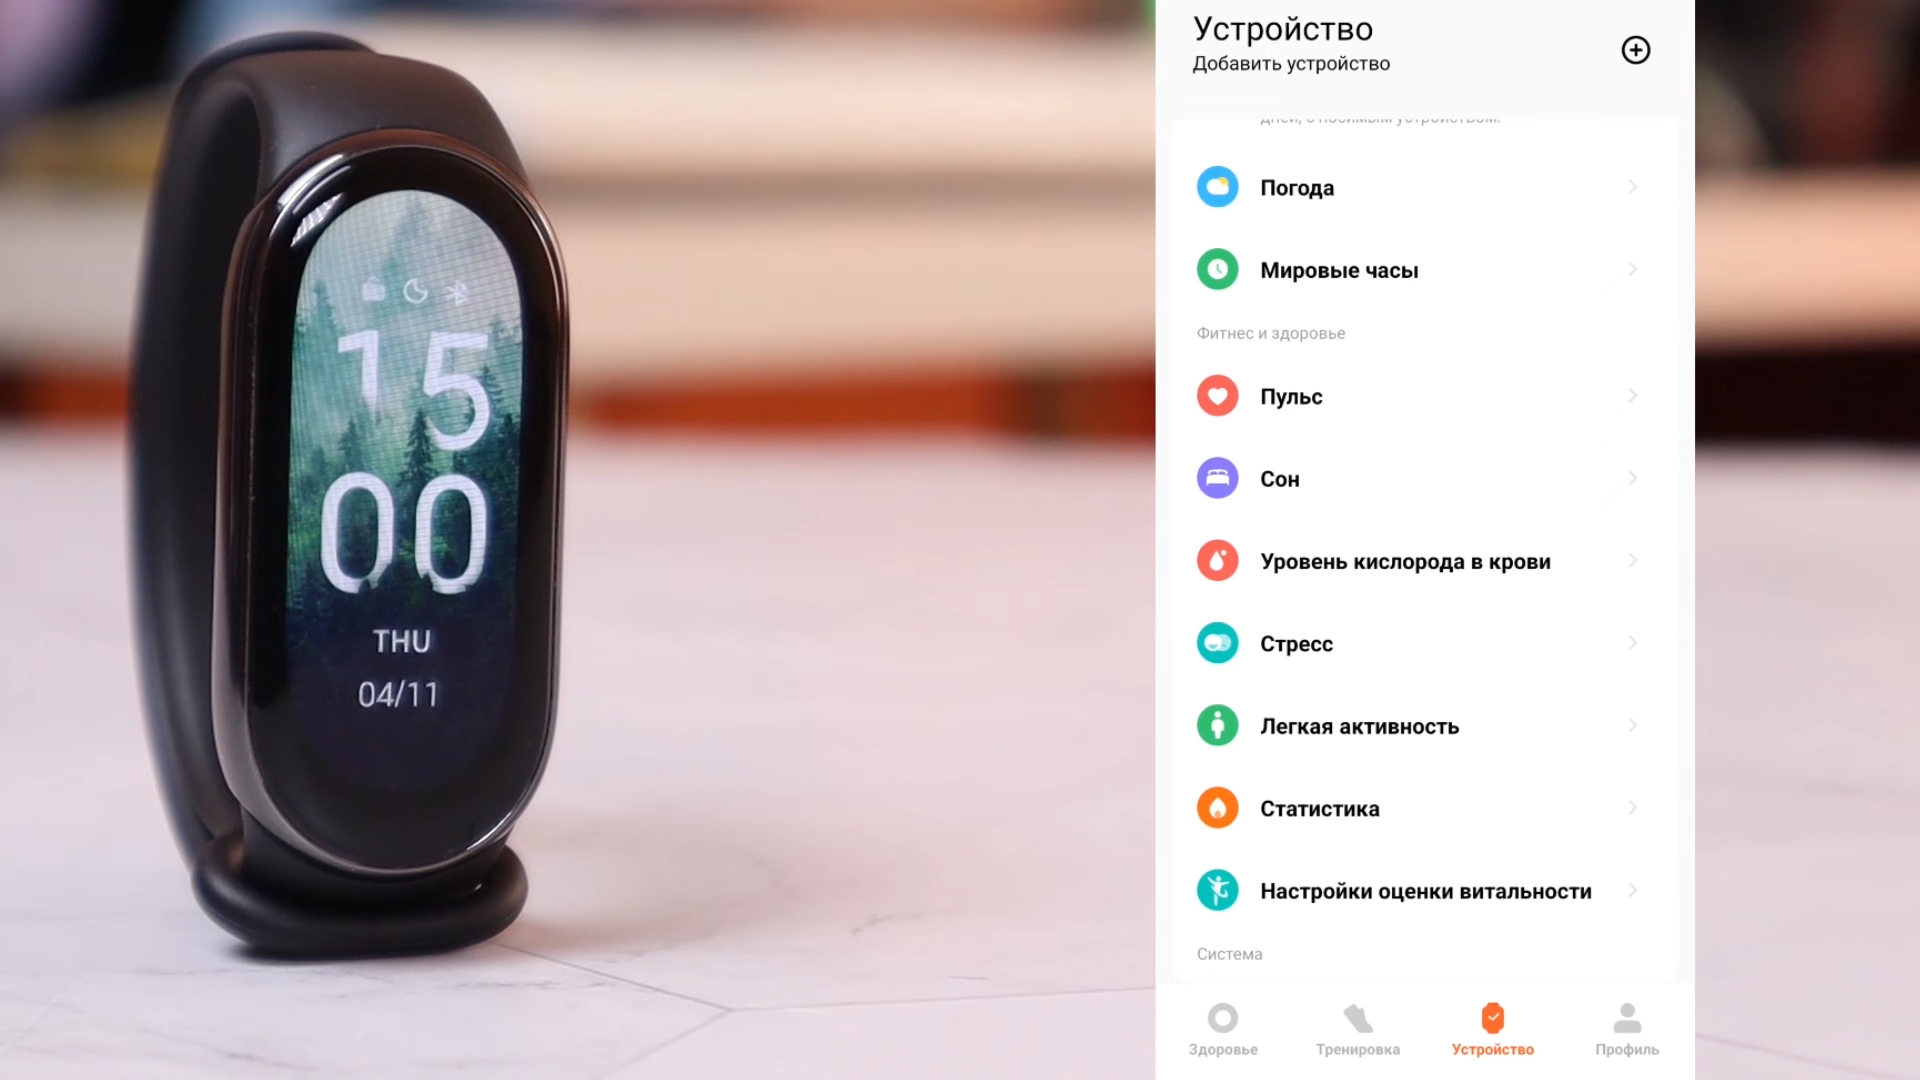 15
00
THU
04/11
Устройство
Добавить устройство
Погода
Мировые часы
Фитнес и здоровье
Пульс
Сон
Уровень кислорода в крови
Стресс
Легкая активность
Статистика
Настройки оценки витальности
Система
Здоровье
Тренировка
Устройство
Профиль